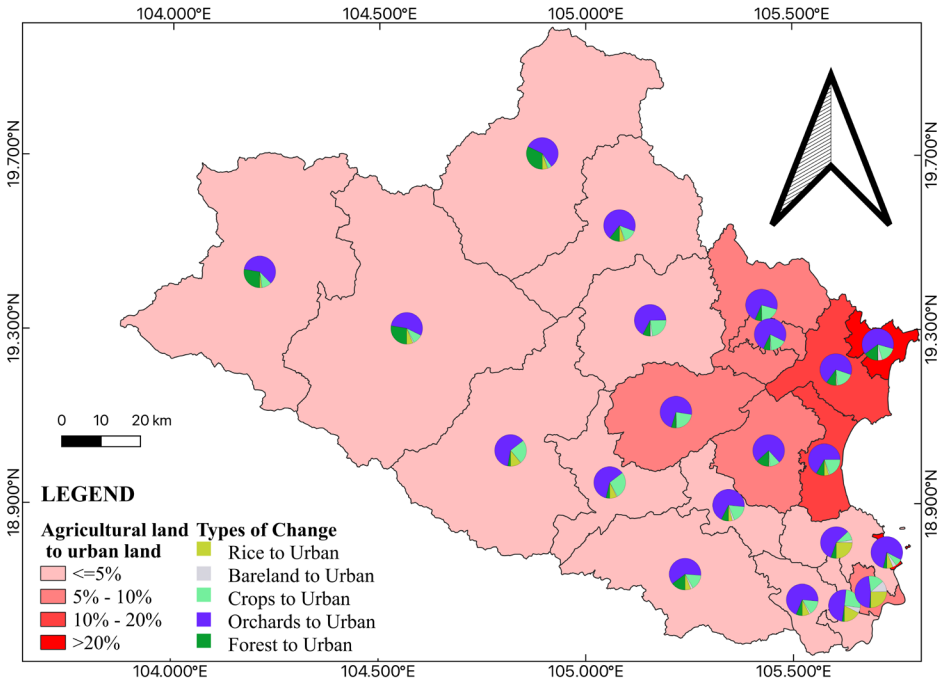 104.000°E 104.500°E 105.000°E 105.500°E
19.700°N 19.700°N
19.300°N 19.300°N
0 10 20 km
18.900°N 18.900°N
LEGEND
Agricultural land
to urban land
<=5%
5% - 10%
10% - 20%
>20%
Types of Change
Rice to Urban
Bareland to Urban
Crops to Urban
Orchards to Urban
Forest to Urban
104.000°E 104.500°E 105.000°E 105.500°E